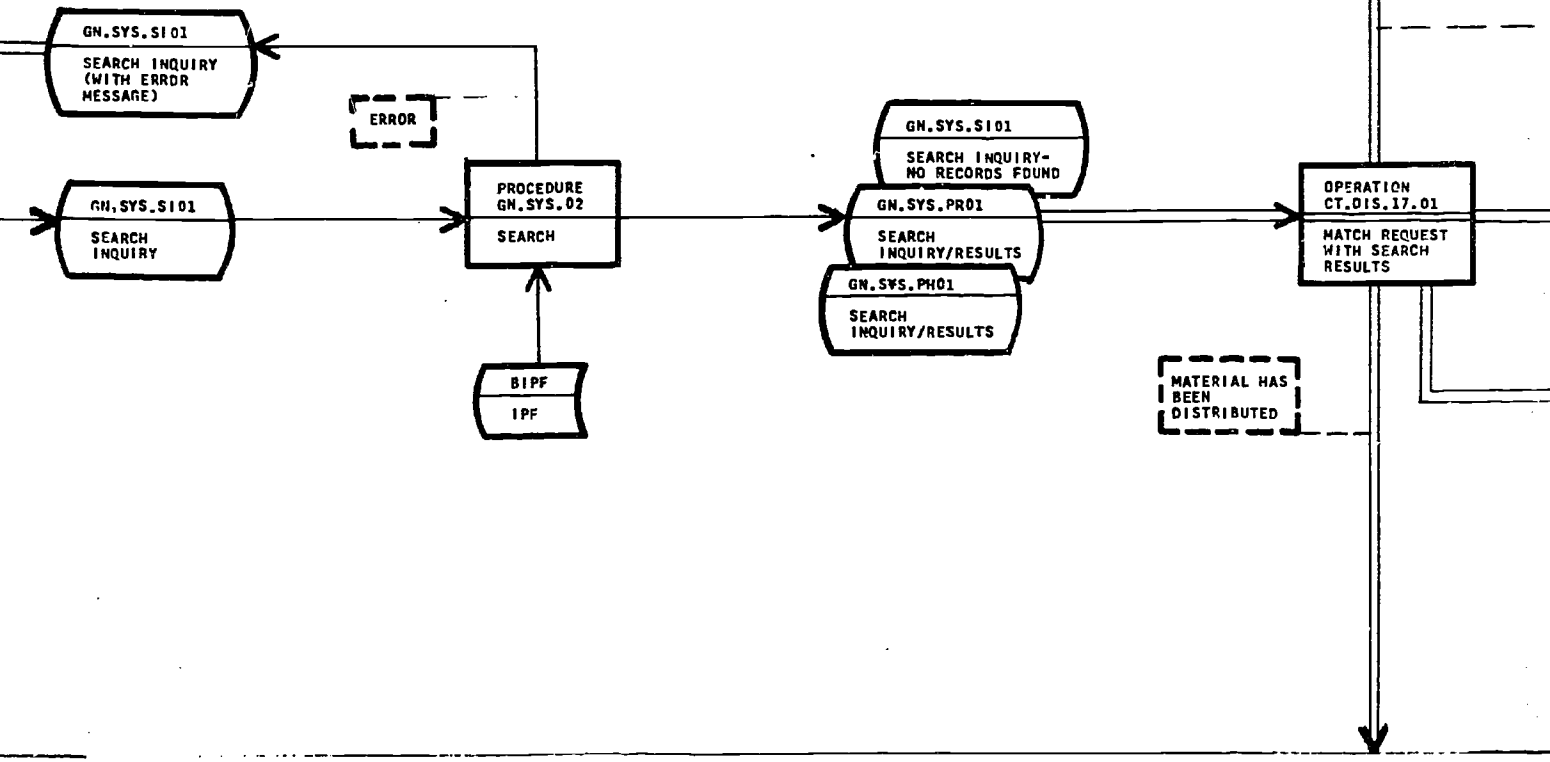 GN.SYS.SI01
SEARCH INQUIRY
(WITH ERROR
MESSAGE)
ERROR
GN.SYS.SI01
SEARCH
INQUIRY
PROCEDURE
GN.SYS.02
SEARCH
BIPF
IPF
GN.SYS.SI01
SEARCH INQUIRY-
NO RECORDS FOUND
GN.SYS.PR01
SEARCH
INQUIRY/RESULTS
GN.SYS.PH01
SEARCH
INQUIRY/RESULTS
OPERATION
CT.DIS.17.01
MATCH REQUEST
WITH SEARCH
RESULTS
MATERIAL HAS
BEEN
DISTRIBUTED